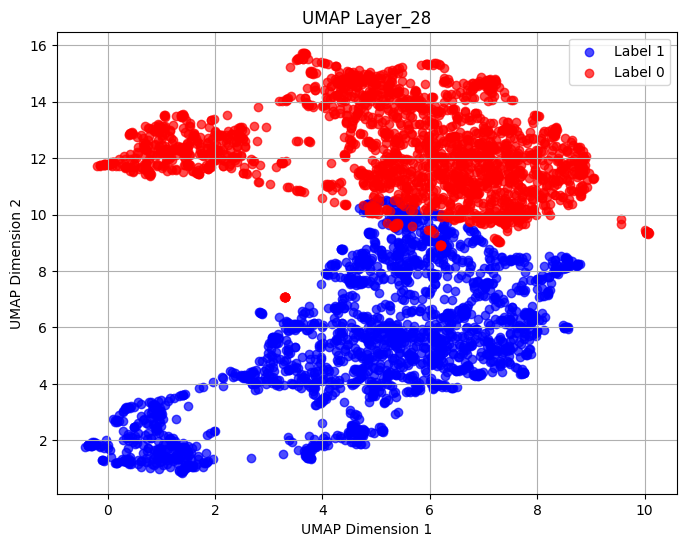 UMAP Layer_28
Label 1
Label 0
16
14
12
10
8
6
4
2
0 2 4 6 8 10
UMAP Dimension 1
UMAP Dimension 2